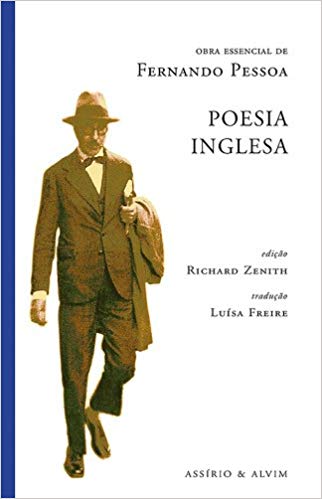 OBRA ESSENCIAL DE
FERNANDO PESSOA
POESIA
INGLESA
edição
RICHARD ZENITH
tradução
LUÍSA FREIRE
ASSÍRIO & ALVIM